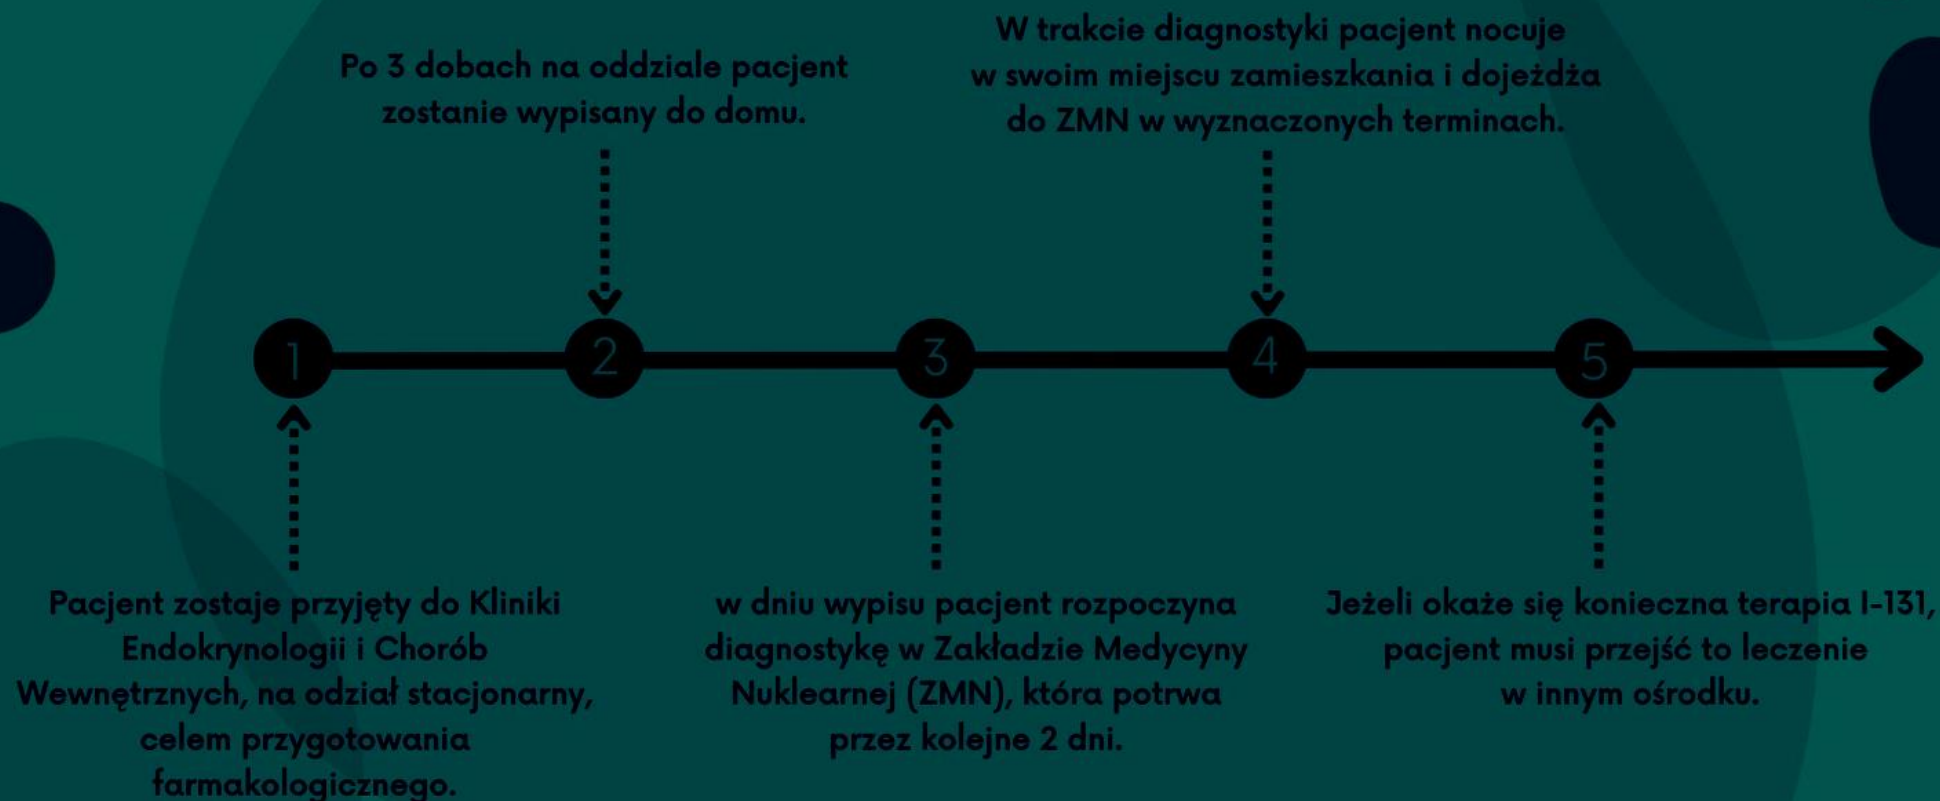 Po 3 dobach na oddziale pacjent
zostanie wypisany do domu.
W trakcie diagnostyki pacjent nocuje
w swoim miejscu zamieszkania i dojeżdża
do ZMN w wyznaczonych terminach.
1
2
3
4
5
Pacjent zostaje przyjęty do Kliniki
Endokrynologii i Chorób
Wewnętrznych, na odział stacjonarny,
celem przygotowania
farmakologicznego.
w dniu wypisu pacjent rozpoczyna
diagnostykę w Zakładzie Medycyny
Nuklearnej (ZMN), która potrwa
przez kolejne 2 dni.
Jeżeli okaże się konieczna terapia I-131,
pacjent musi przejść to leczenie
w innym ośrodku.